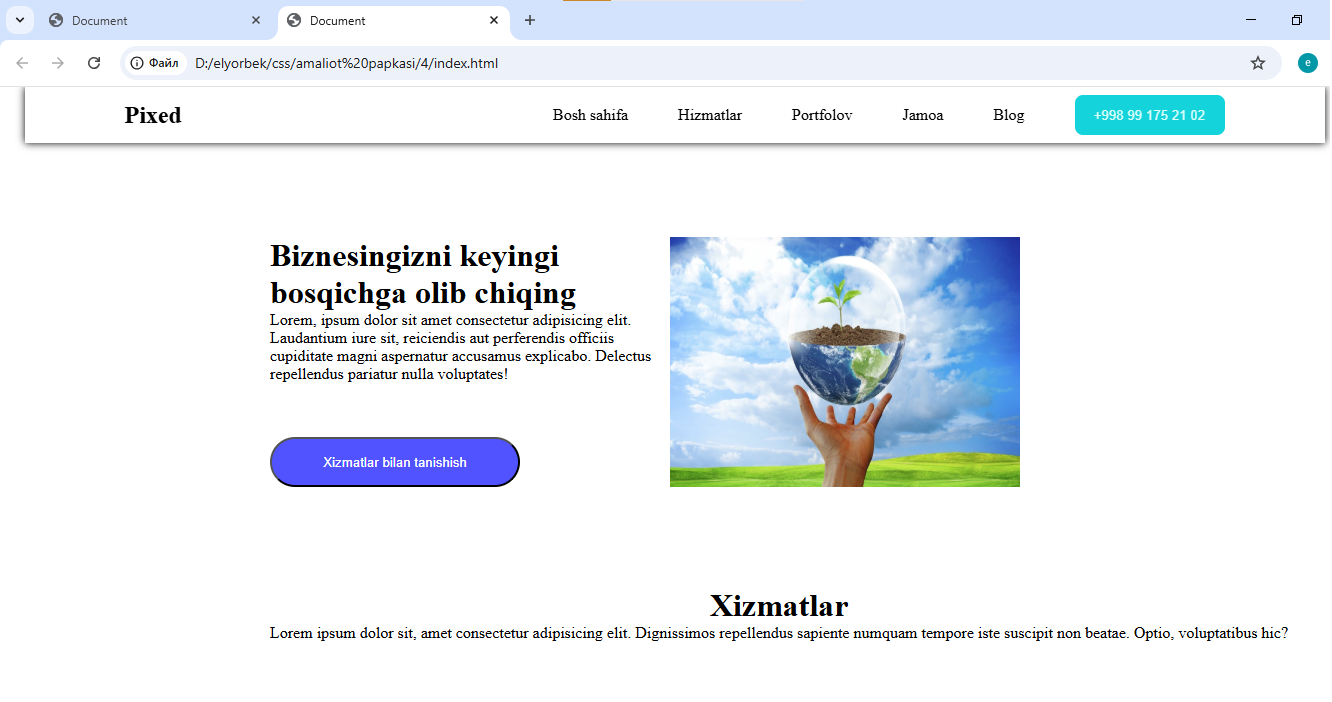 Document
Document
Файл
D:/elyorbek/css/amaliot%20papkasi/4/index.html
e
Pixed
Bosh sahifa
Hizmatlar
Portfolov
Jamoa
Blog
+998 99 175 21 02
Biznesingizni keyingi
bosqichga olib chiqing
Lorem, ipsum dolor sit amet consectetur adipisicing elit.
Laudantium iure sit, reiciendis aut perferendis officiis
cupiditate magni aspernatur accusamus explicabo. Delectus
repellendus pariatur nulla voluptates!
Xizmatlar bilan tanishish
Xizmatlar
Lorem ipsum dolor sit, amet consectetur adipisicing elit. Dignissimos repellendus sapiente numquam tempore iste suscipit non beatae. Optio, voluptatibus hic?